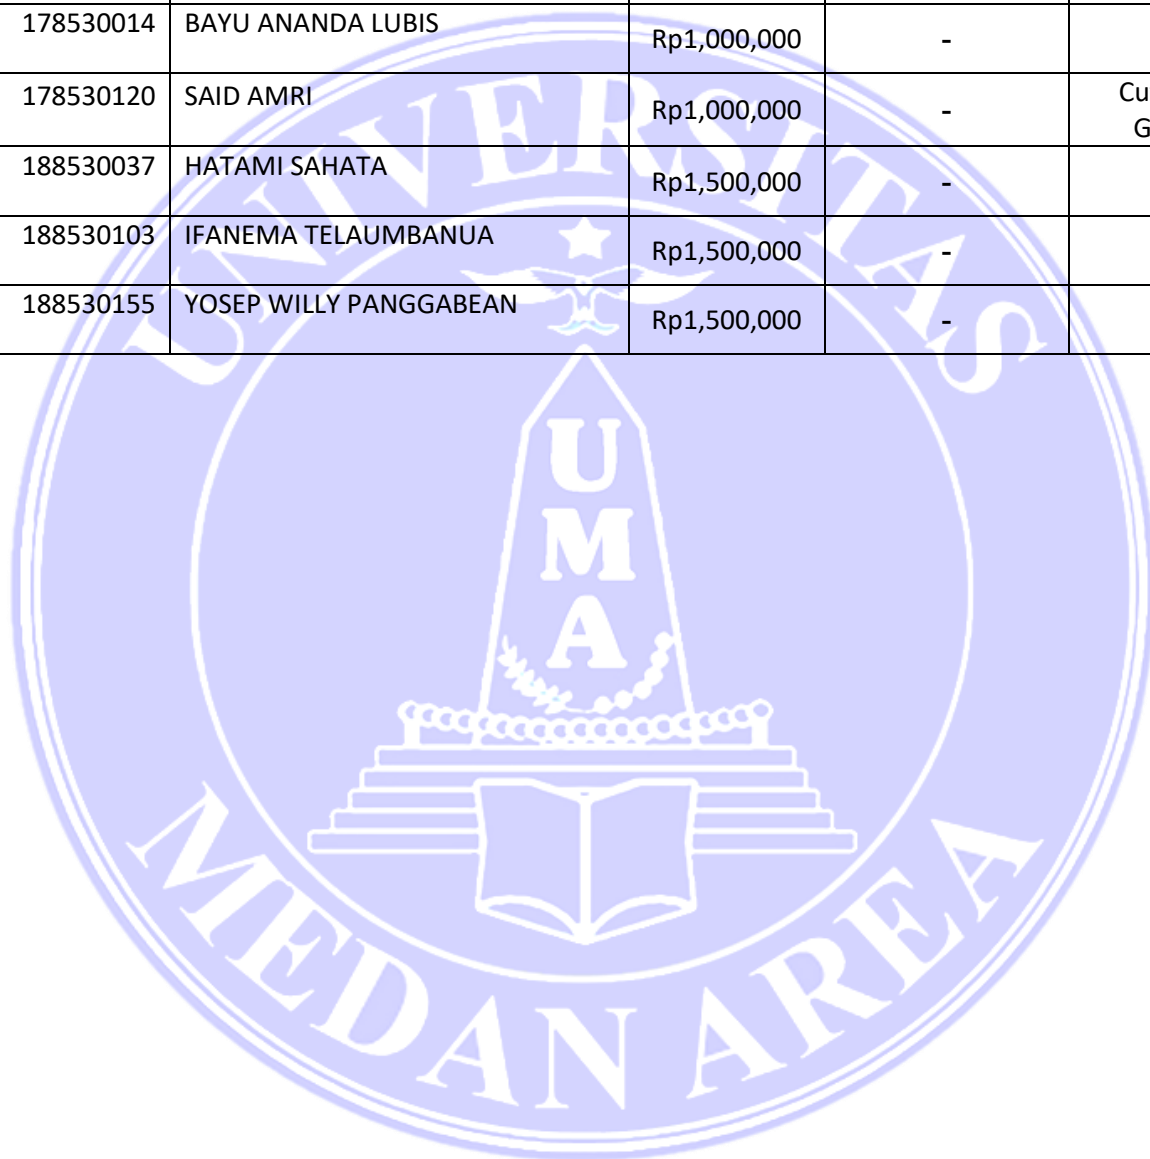 178530014 BAYU ANANDA LUBIS Rp1,000,000 -
178530120 SAID AMRI Rp1,000,000 - Cu
G
188530037 HATAMI SAHATA Rp1,500,000 -
188530103 IFANEMA TELAUMBANUA Rp1,500,000 -
188530155 YOSEP WILLY PANGGABEAN Rp1,500,000 -
UNIVERSITAS
U
M
A
MEDAN AREA